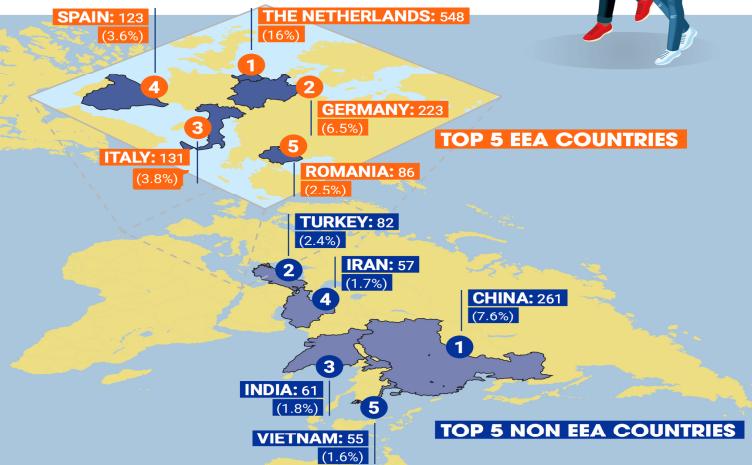 SPAIN: 123
(3.6%)
THE NETHERLANDS: 548
(16%)
1
2
4
GERMANY: 223
(6.5%)
3
TOP 5 EEA COUNTRIES
5
ITALY: 131
(3.8%)
ROMANIA: 86
(2.5%)
TURKEY: 82
(2.4%)
2
IRAN: 57
(1.7%)
4
CHINA: 261
(7.6%)
1
3
INDIA: 61
(1.8%)
5
TOP 5 NON EEA COUNTRIES
VIETNAM: 55
(1.6%)